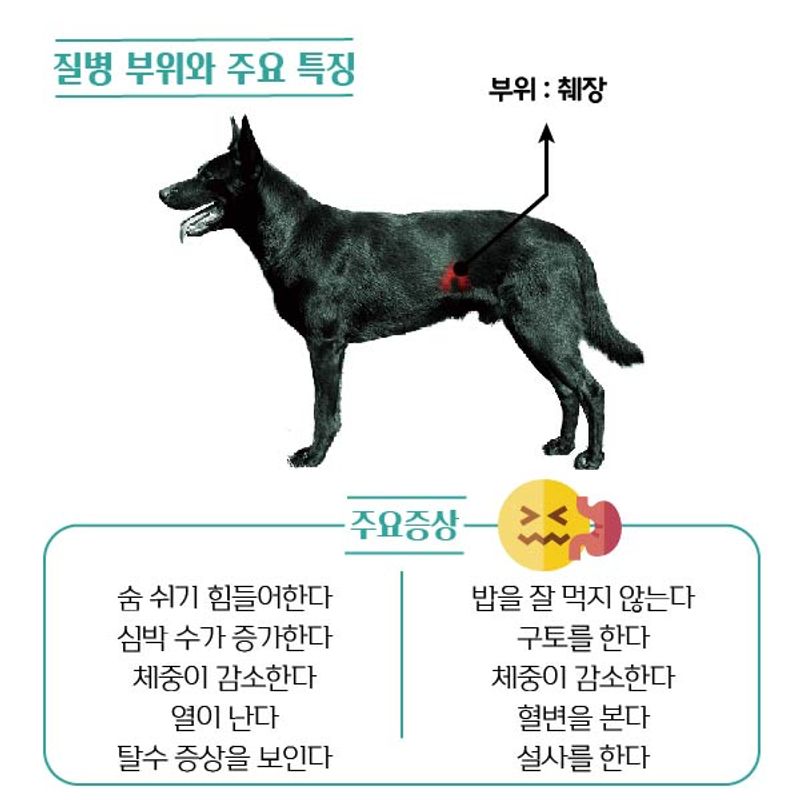 질병 부위와 주요 특징
부위 : 췌장
주요증상
숨 쉬기 힘들어한다
심박 수가 증가한다
체중이 감소한다
열이 난다
탈수 증상을 보인다
밥을 잘 먹지 않는다
구토를 한다
체중이 감소한다
혈변을 본다
설사를 한다